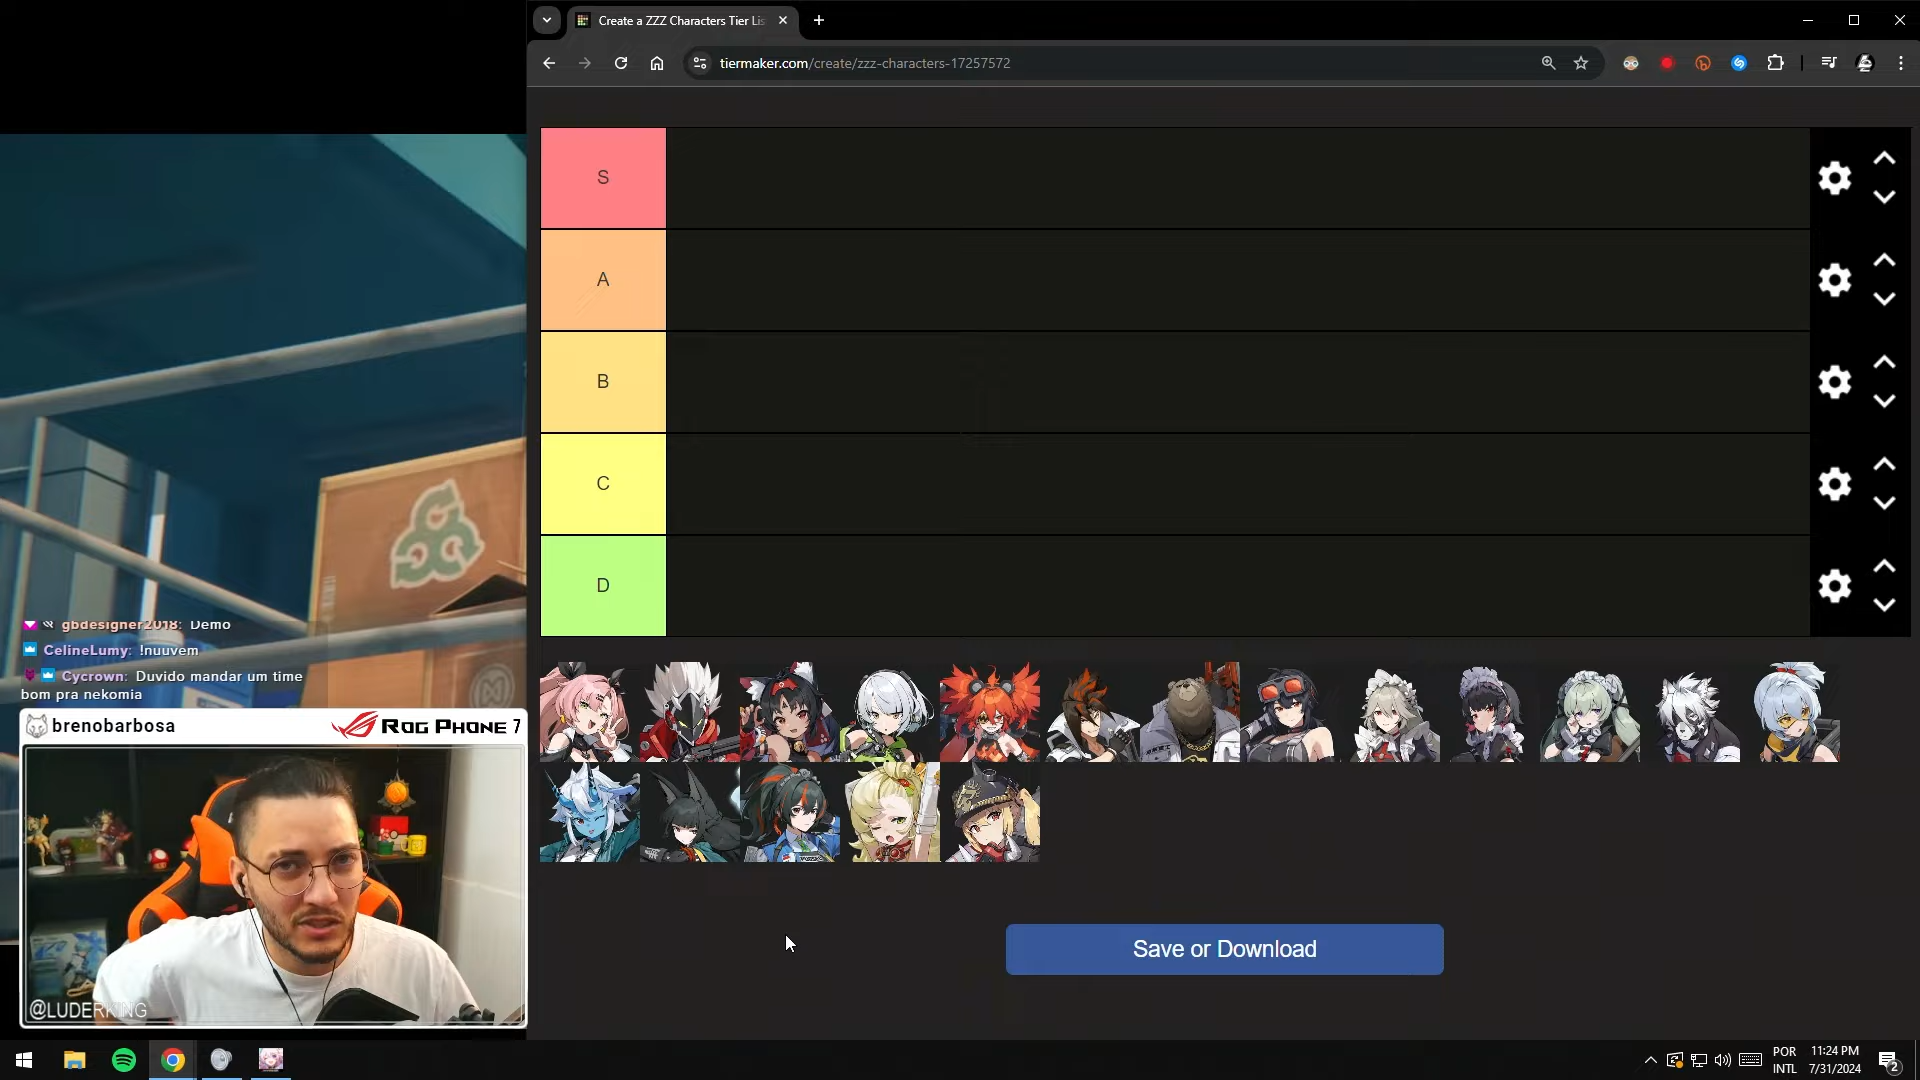 Create a ZZZ Characters Tier Lis
tiermaker.com/create/zzz-characters-17257572
S
A
B
C
D
gbdesigner2018: Demo
CelineLumy: !nuuvem
Cycrown: Duvido mandar um time
bom pra nekomia
brenobarbosa
ROG PHONE 7
@LUDERKING
Save or Download
POR
INTL
11:24 PM
7/31/2024
2